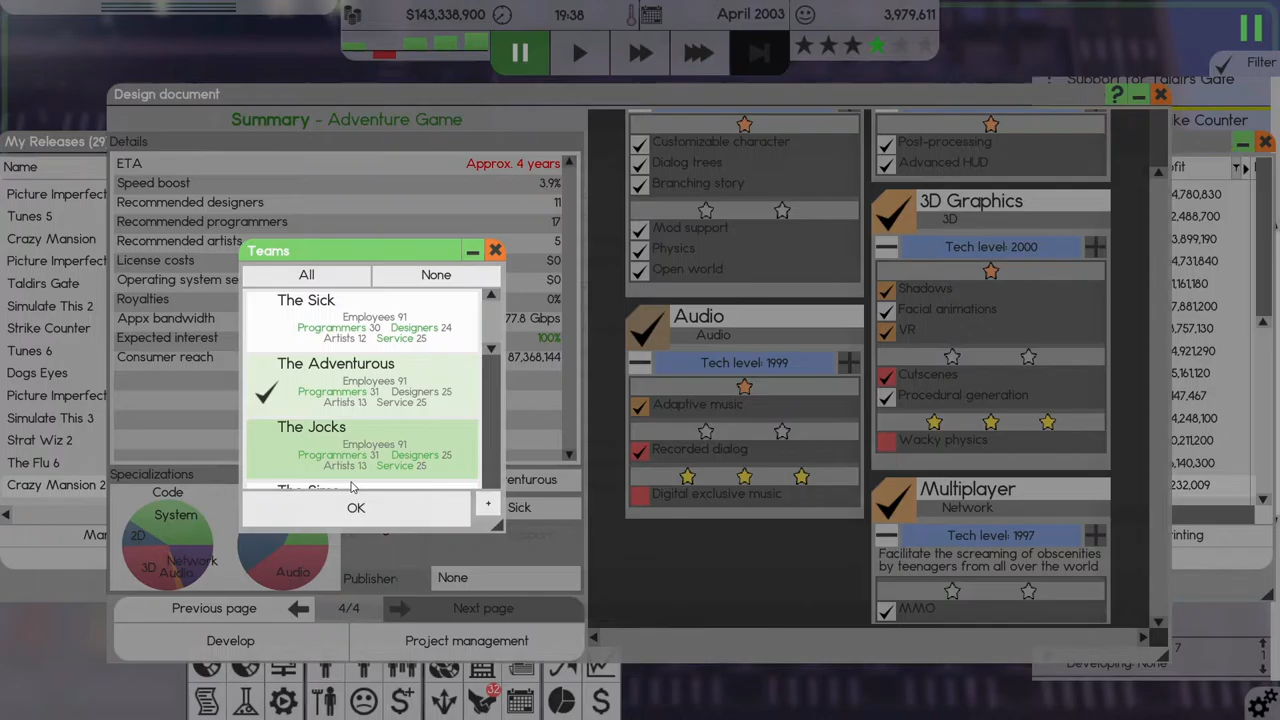 $143,338,900
19:38
April 2003
3,979,611
Filter
Support for Taldirs Gate
Design document
?
Summary - Adventure Game
Details
ETA
Approx. 4 years
Speed boost
3.9%
Recommended designers
11
Recommended programmers
17
Recommended artists
5
License costs
$0
Operating system se
$0
Royalties
0%
Appx bandwidth
77.8 Gbps
Expected interest
100%
Consumer reach
87,368,144
Teams
All
None
The Sick
Employees 91
Programmers 30 Designers 24
Artists 12 Service 25
The Adventurous
Employees 91
Programmers 31 Designers 25
Artists 13 Service 25
The Jocks
Employees 91
Programmers 31 Designers 25
Artists 13 Service 25
OK
+
My Releases (29)
Name
Picture Imperfect
Tunes 5
Crazy Mansion
Picture Imperfect
Taldirs Gate
Simulate This 2
Strike Counter
Tunes 6
Dogs Eyes
Picture Imperfect
Simulate This 3
Strat Wiz 2
The Flu 6
Crazy Mansion 2
Mar
Specializations
Code
System
2D
Network
3D
Audio
Audio
venturous
Sick
Publisher:
None
Previous page
4/4
Next page
Develop
Project management
Customizable character
Dialog trees
Branching story
Mod support
Physics
Open world
Audio
Audio
Tech level: 1999
Adaptive music
Recorded dialog
Digital exclusive music
Post-processing
Advanced HUD
3D Graphics
3D
Tech level: 2000
Shadows
Facial animations
VR
Cutscenes
Procedural generation
Wacky physics
Multiplayer
Network
Tech level: 1997
Facilitate the screaming of obscenities
by teenagers from all over the world
MMO
ike Counter
ofit
4,780,830
2,488,700
3,899,190
7,881,200
3,757,130
4,921,290
147,467
4,248,100
0,211,200
6,140,300
232,009
rinting
7
1
Developing: None
32